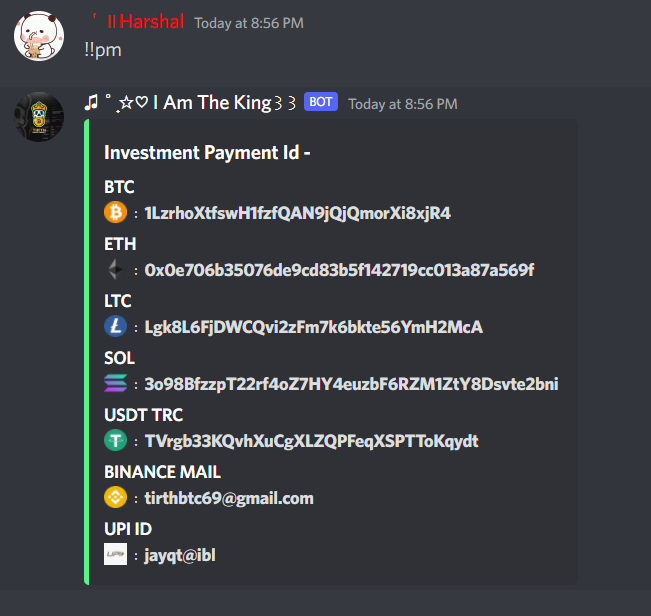 ' llHarshal Today at 8:56 PM
!!pm
♫ ˚ ˛☆♡ I Am The King꒱꒱ BOT Today at 8:56 PM
Investment Payment Id -
BTC
: 1LzrhoXtfswH1fzfQAN9jQjQmorXi8xjR4
ETH
: 0x0e706b35076de9cd83b5f142719cc013a87a569f
LTC
: Lgk8L6FjDWCQvi2zFm7k6bkte56YmH2McA
SOL
: 3o98BfzzpT22rf4oZ7HY4euzbF6RZM1ZtY8Dsvte2bni
USDT TRC
: TVrgb33KQvhXuCgXLZQPFeqXSPTToKqydt
BINANCE MAIL
: tirthbtc69@gmail.com
UPI ID
: jayqt@ibl